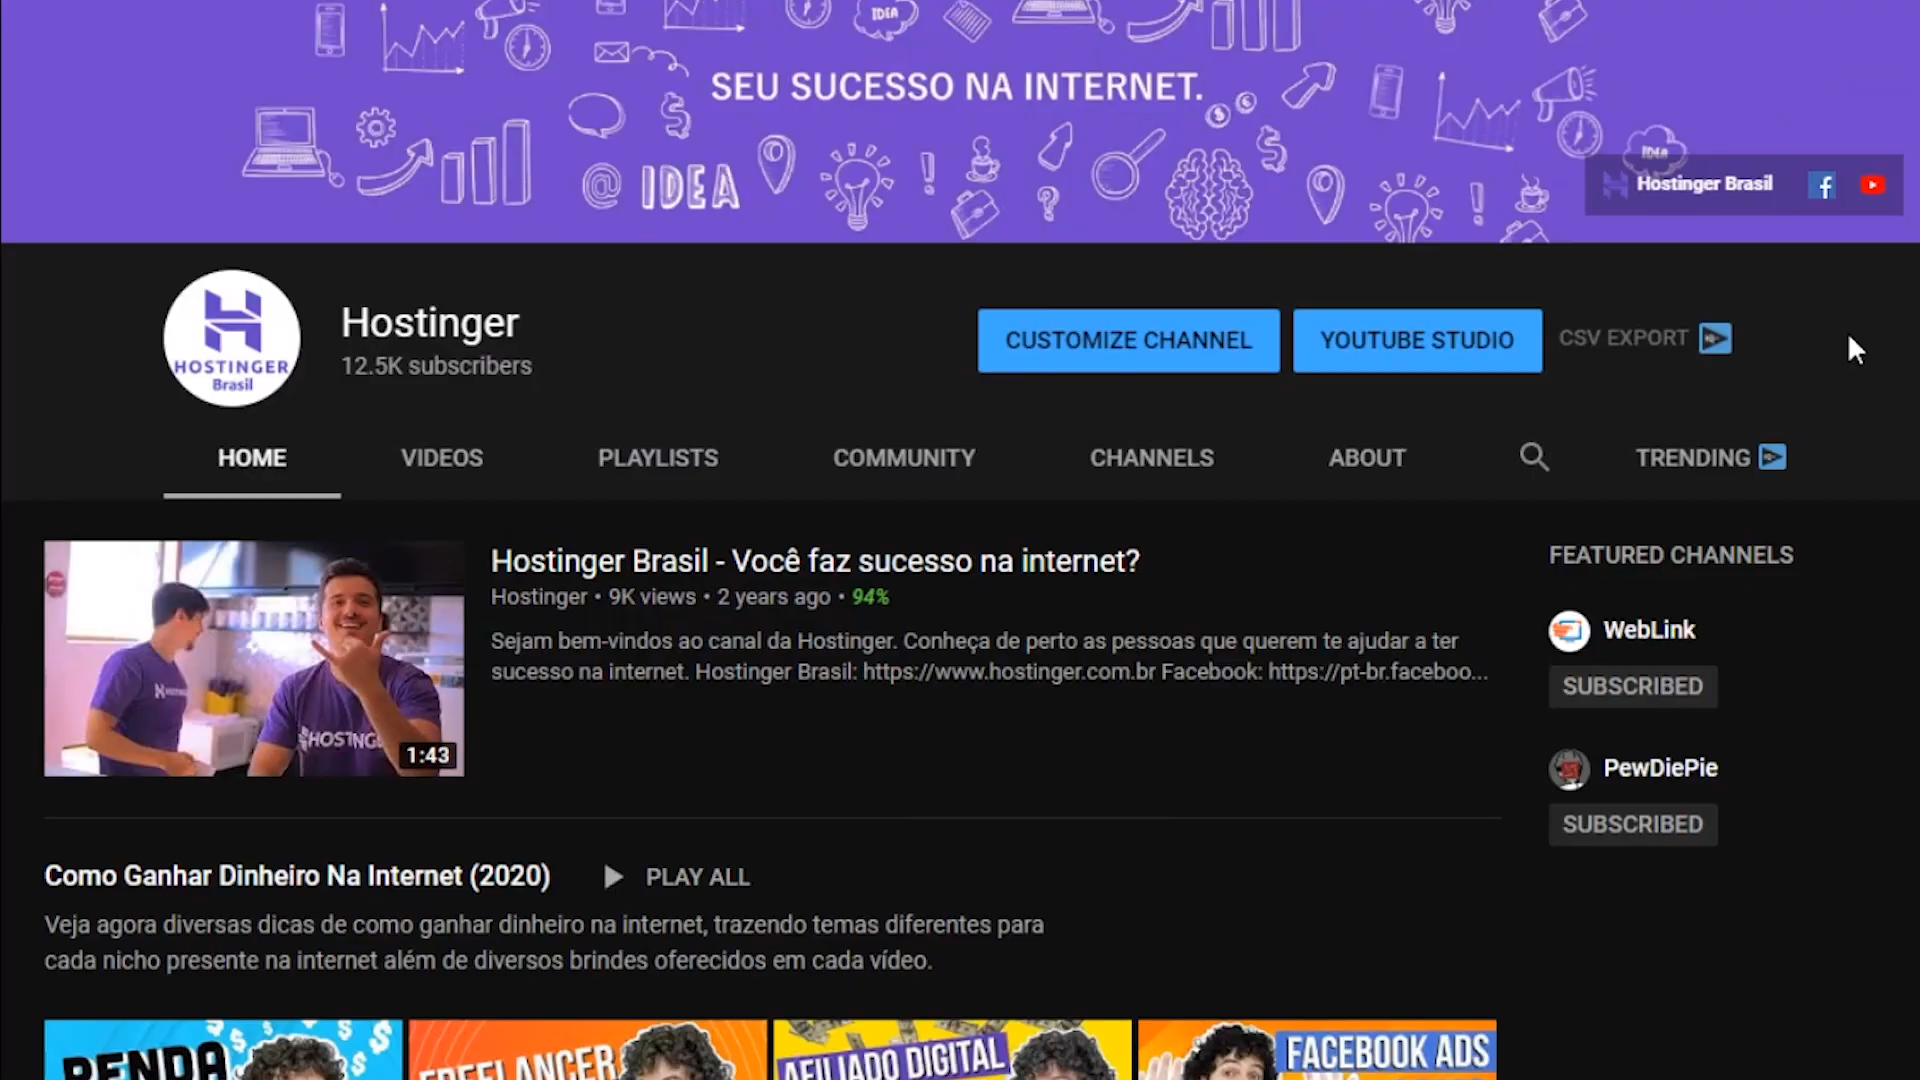 IDEA
SEU SUCESSO NA INTERNET.
IDEA
IDEA
Hostinger Brasil
HOSTINGER
Brasil
Hostinger
12.5K subscribers
CUSTOMIZE CHANNEL
YOUTUBE STUDIO
CSV EXPORT
HOME
VIDEOS
PLAYLISTS
COMMUNITY
CHANNELS
ABOUT
TRENDING
HOSTING
1:43
Hostinger Brasil - Você faz sucesso na internet?
Hostinger • 9K views • 2 years ago • 94%
Sejam bem-vindos ao canal da Hostinger. Conheça de perto as pessoas que querem te ajudar a ter
sucesso na internet. Hostinger Brasil: https://www.hostinger.com.br Facebook: https://pt-br.faceboo...
FEATURED CHANNELS
WebLink
SUBSCRIBED
PewDiePie
SUBSCRIBED
Como Ganhar Dinheiro Na Internet (2020)
PLAY ALL
Veja agora diversas dicas de como ganhar dinheiro na internet, trazendo temas diferentes para
cada nicho presente na internet além de diversos brindes oferecidos em cada vídeo.
RENDA
FREELANCER
AFILIADO DIGITAL
FACEBOOK ADS